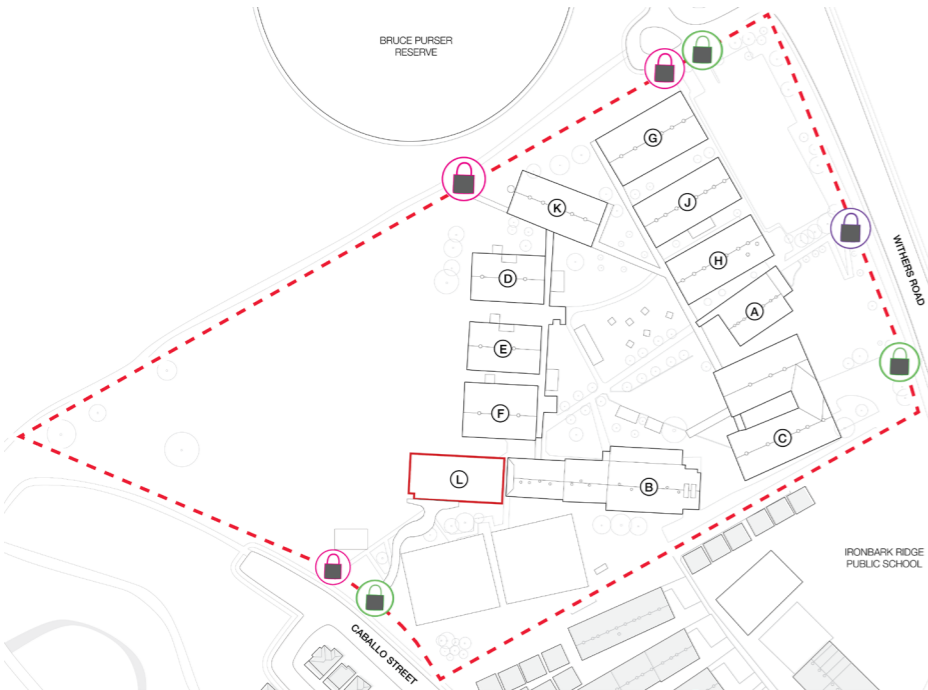 BRUCE PURSER
RESERVE
G
K
J
D
H
A
E
F
C
L
B
WITHERS ROAD
IRONBARK RIDGE
PUBLIC SCHOOL
CABALLO STREET